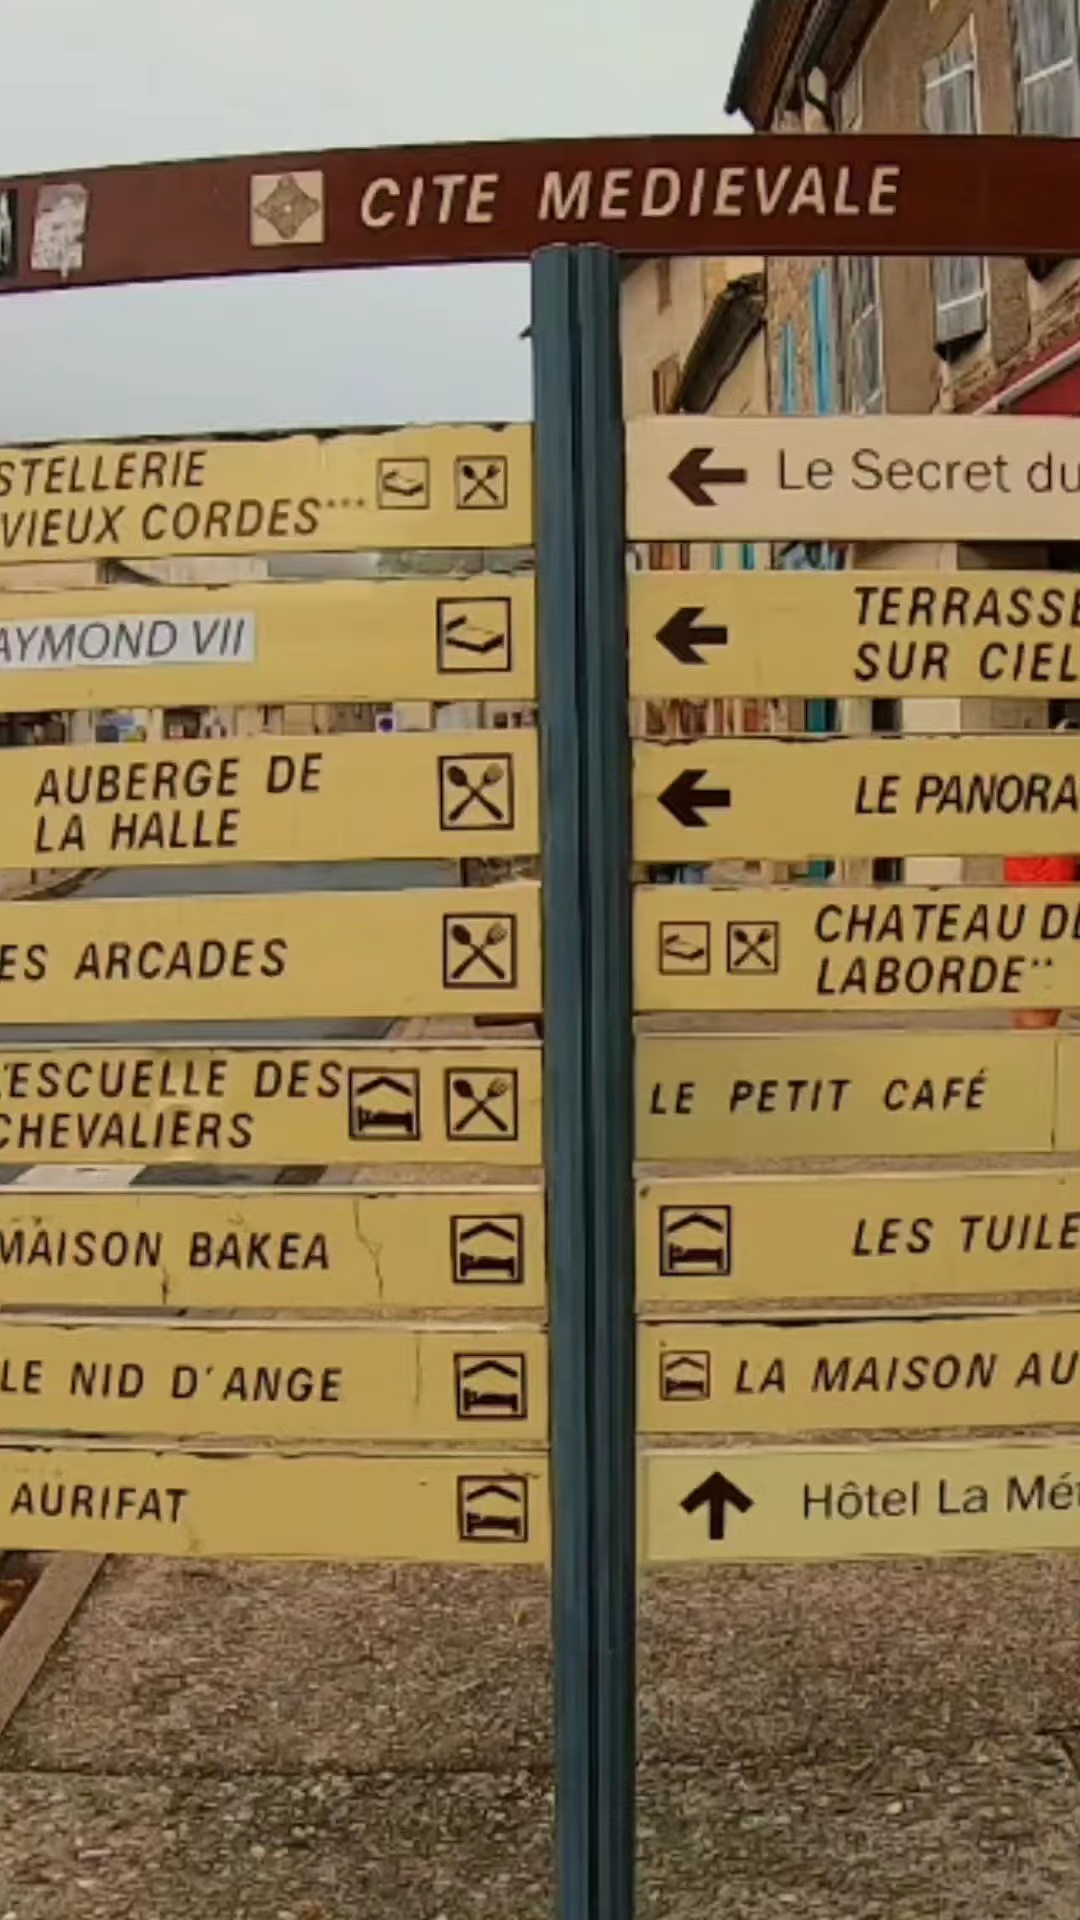 CITE MEDIEVALE
STELLERIE
VIEUX CORDES***
AYMOND VII
AUBERGE DE
LA HALLE
ES ARCADES
L'ESCUELLE DES
CHEVALIERS
MAISON BAKEA
LE NID D'ANGE
AURIFAT
Le Secret du
TERRASSE
SUR CIEL
LE PANORA
CHATEAU DE
LABORDE**
LE PETIT CAFÉ
LES TUILE
LA MAISON AU
Hôtel La Mét